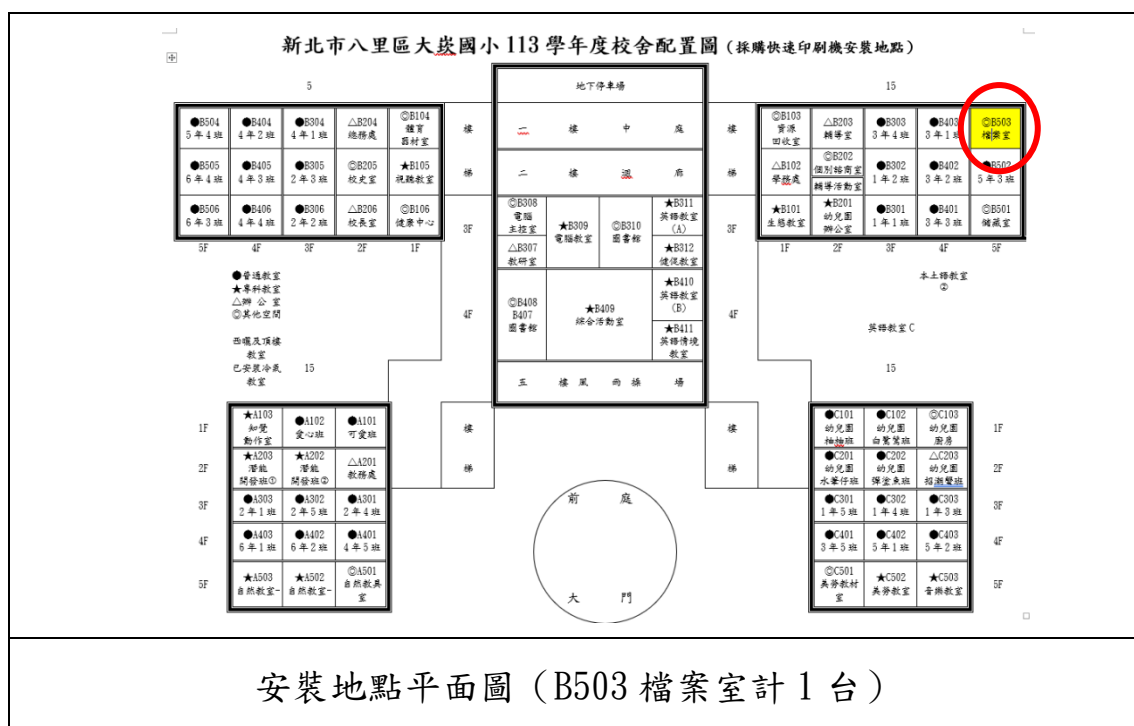 新北市八里區大崁國小 113 學年度校舍配置圖 (採購快速印刷機安裝地點)
5
地下停車場
15
●B504
5 年 4 班
●B404
4 年 2 班
●B304
4 年 1 班
△B204
總務處
◎B104
體育
器材室
樓
一 樓 中 庭
樓
◎B103
資源
回收室
△B203
輔導室
●B303
3 年 4 班
●B403
3 年 1 班
◎B503
檔案室
●B505
6 年 4 班
●B405
4 年 3 班
●B305
2 年 3 班
◎B205
校史室
★B105
視聽教室
梯
二 樓 迴 廊
梯
△B102
學務處
◎B202
個別諮商室
輔導活動室
●B302
1 年 2 班
●B402
3 年 2 班
●B502
5 年 3 班
●B506
6 年 3 班
●B406
4 年 4 班
●B306
2 年 2 班
△B206
校長室
◎B106
健康中心
3F
◎B308
電腦
主控室
△B307
教研室
★B309
電腦教室
◎B310
圖書館
★B311
英語教室
(A)
★B312
健促教室
3F
★B101
生態教室
★B201
幼兒園
辦公室
●B301
1 年 1 班
●B401
3 年 3 班
◎B501
儲藏室
5F 4F 3F 2F 1F
1F 2F 3F 4F 5F
●普通教室
★專科教室
△辦 公 室
◎其他空間
西曬及頂樓
教室
已安裝冷氣
教室
15
4F
◎B408
B407
圖書館
★B409
綜合活動室
★B410
英語教室
(B)
★B411
英語情境
教室
4F
本土語教室
②
英語教室 C
15
五 樓 風 雨 操 場
1F
★A103
知覺
動作室
●A102
愛心班
●A101
可愛班
樓
樓
●C101
幼兒園
柚柚班
●C102
幼兒園
白鷺鷥班
◎C103
幼兒園
廚房
1F
2F
★A203
潛能
開發班①
★A202
潛能
開發班②
△A201
教務處
梯
梯
●C201
幼兒園
水筆仔班
●C202
幼兒園
彈塗魚班
△C203
幼兒園
招潮蟹班
2F
3F
●A303
2 年 1 班
●A302
2 年 5 班
●A301
2 年 4 班
前 庭
●C301
1 年 5 班
●C302
1 年 4 班
●C303
1 年 3 班
3F
4F
●A403
6 年 1 班
●A402
6 年 2 班
●A401
4 年 5 班
●C401
3 年 5 班
●C402
5 年 1 班
●C403
5 年 2 班
4F
5F
★A503
自然教室-
★A502
自然教室-
◎A501
自然教具
室
大 門
◎C501
美勞教材
室
★C502
美勞教室
★C503
音樂教室
5F
安裝地點平面圖（B503 檔案室計 1 台）